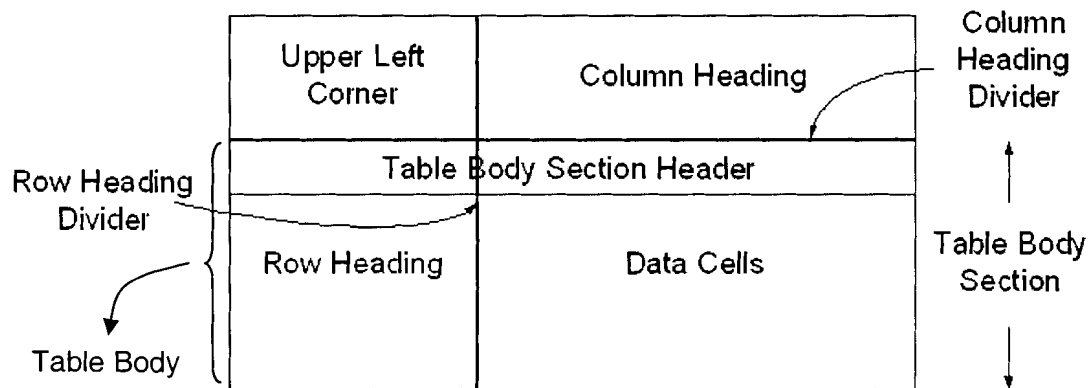 Upper Left
Corner
Column Heading
Column
Heading
Divider
Table Body Section Header
Row Heading
Divider
Row Heading
Data Cells
Table Body
Section
Table Body